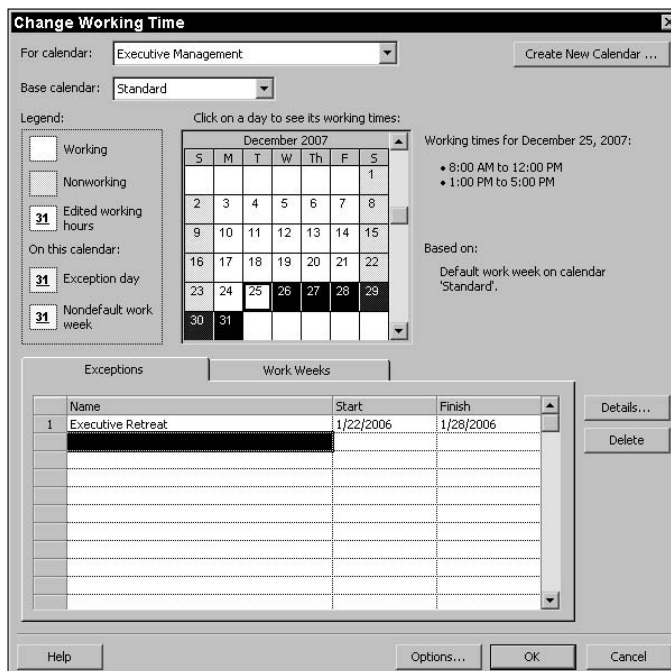 Change Working Time
For calendar: Executive Management Create New Calendar ...
Base calendar: Standard
Legend: Click on a day to see its working times:
Working
Nonworking
31 Edited working
hours
On this calendar:
31 Exception day
31 Nondefault work
week
December 2007
S M T W Th F S
1
2 3 4 5 6 7 8
9 10 11 12 13 14 15
16 17 18 19 20 21 22
23 24 25 26 27 28 29
30 31
Working times for December 25, 2007:
• 8:00 AM to 12:00 PM
• 1:00 PM to 5:00 PM
Based on:
Default work week on calendar
'Standard'.
Exceptions Work Weeks
Name Start Finish
1 Executive Retreat 1/22/2006 1/28/2006
Details...
Delete
Help Options... OK Cancel